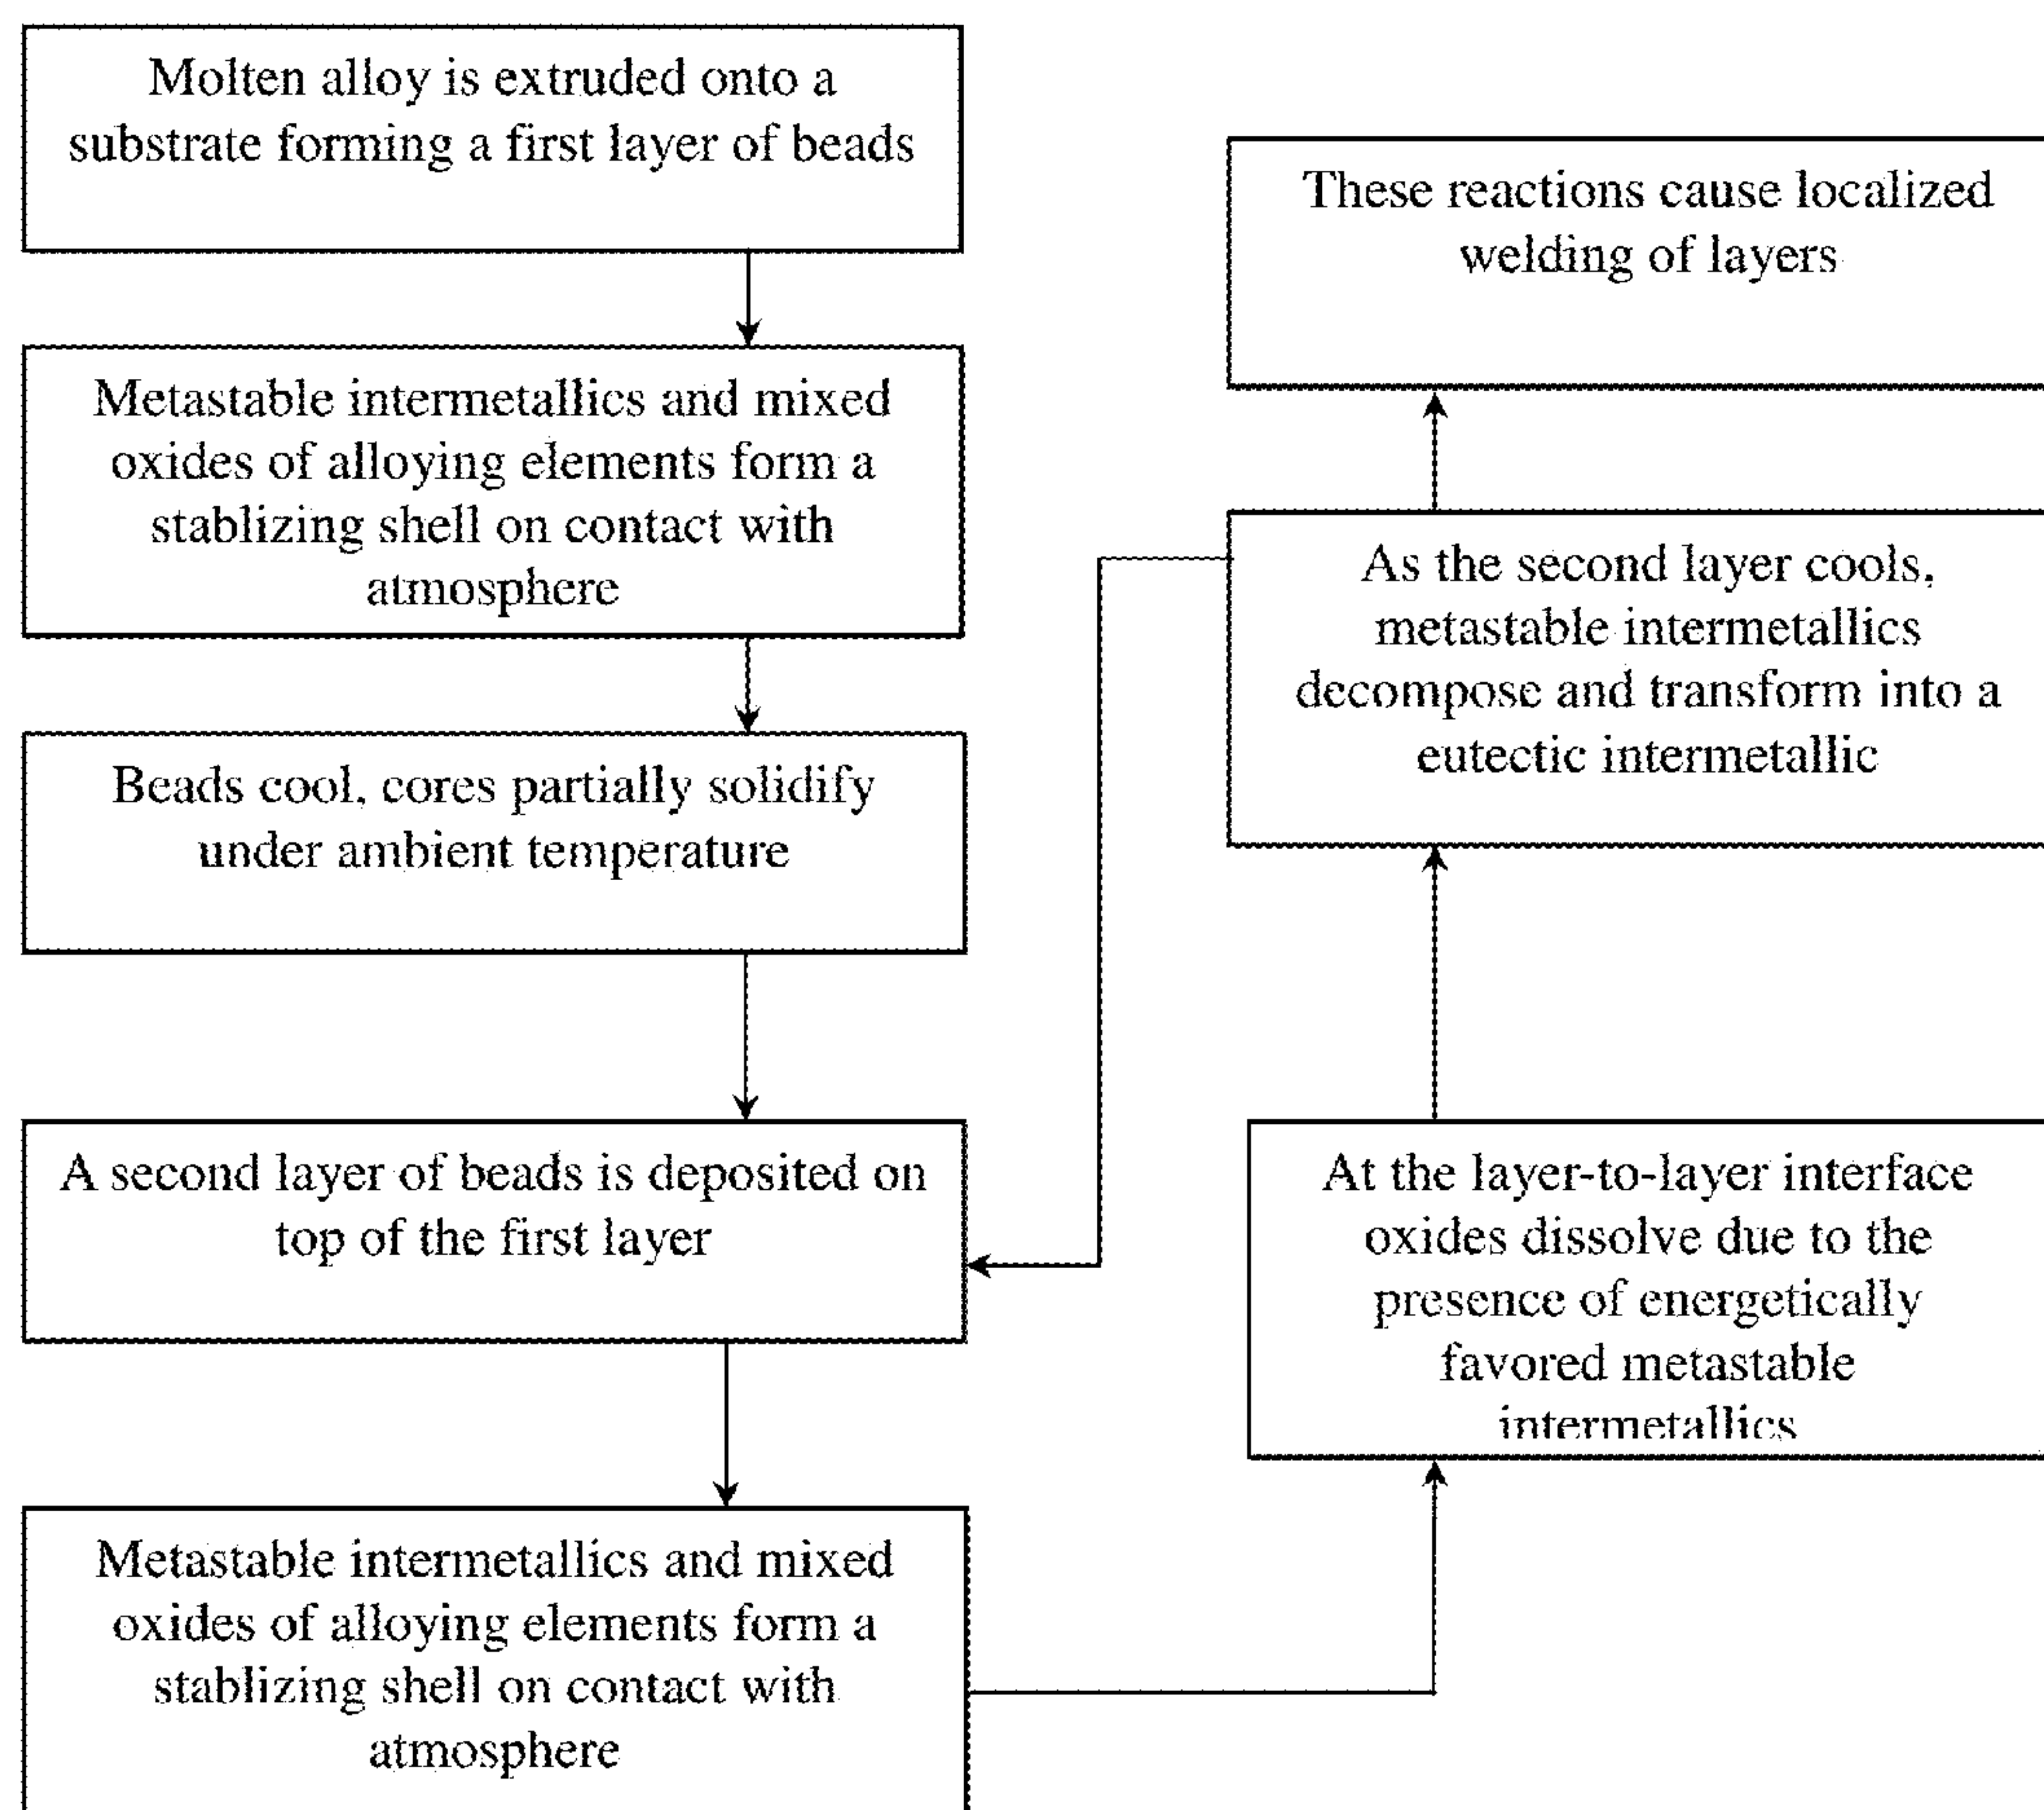 Molten alloy is extruded onto a
substrate forming a first layer of beads
Metastable intermetallics and mixed
oxides of alloying elements form a
stablizing shell on contact with
atmosphere
Beads cool, cores partially solidify
under ambient temperature
A second layer of beads is deposited on
top of the first layer
Metastable intermetallics and mixed
oxides of alloying elements form a
stablizing shell on contact with
atmosphere
At the layer-to-layer interface
oxides dissolve due to the
presence of energetically
favored metastable
intermetallics
As the second layer cools,
metastable intermetallics
decompose and transform into a
eutectic intermetallic
These reactions cause localized
welding of layers